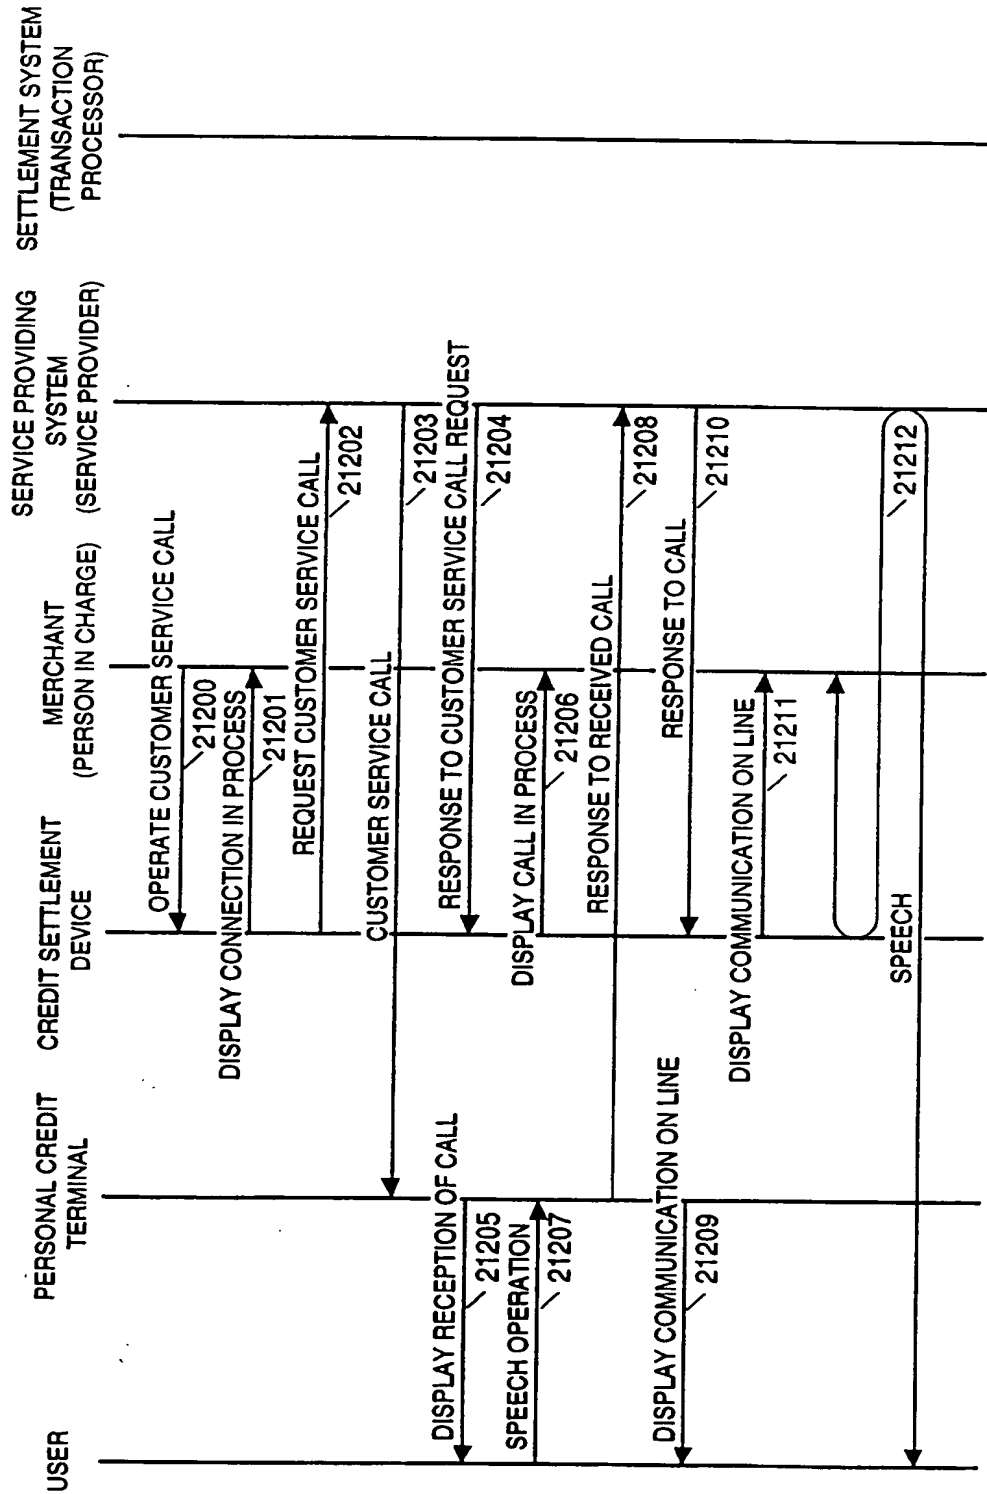 USER
PERSONAL CREDIT
TERMINAL
CREDIT SETTLEMENT
DEVICE
MERCHANT
(PERSON IN CHARGE)
SERVICE PROVIDING
SYSTEM
(SERVICE PROVIDER)
SETTLEMENT SYSTEM
(TRANSACTION
PROCESSOR)
OPERATE CUSTOMER SERVICE CALL
21200
DISPLAY CONNECTION IN PROCESS
21201
REQUEST CUSTOMER SERVICE CALL
21202
CUSTOMER SERVICE CALL
21203
RESPONSE TO CUSTOMER SERVICE CALL REQUEST
21204
DISPLAY RECEPTION OF CALL
21205
DISPLAY CALL IN PROCESS
21206
SPEECH OPERATION
21207
RESPONSE TO RECEIVED CALL
21208
DISPLAY COMMUNICATION ON LINE
21209
RESPONSE TO CALL
21210
DISPLAY COMMUNICATION ON LINE
21211
SPEECH
21212